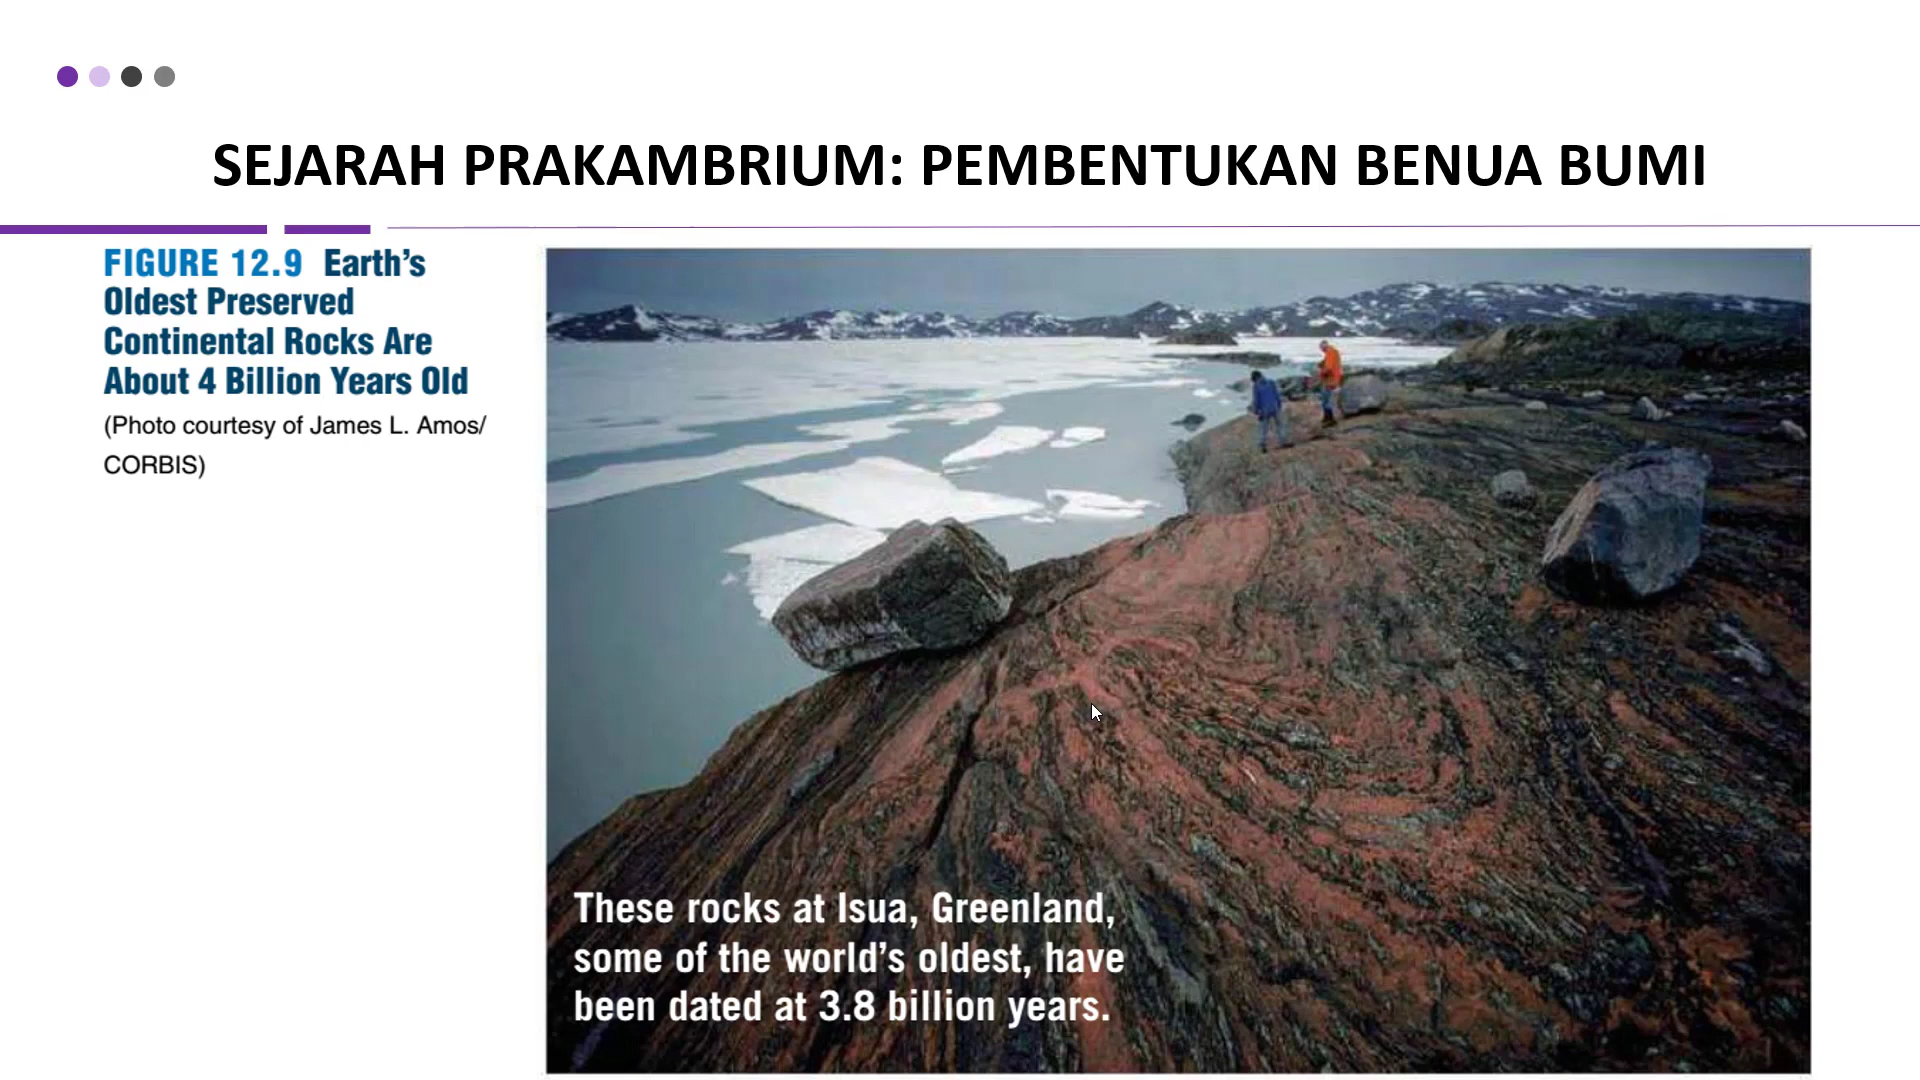 SEJARAH PRAKAMBRIUM: PEMBENTUKAN BENUA BUMI
FIGURE 12.9 Earth's
Oldest Preserved
Continental Rocks Are
About 4 Billion Years Old
(Photo courtesy of James L. Amos/
CORBIS)
These rocks at Isua, Greenland,
some of the world's oldest, have
been dated at 3.8 billion years.